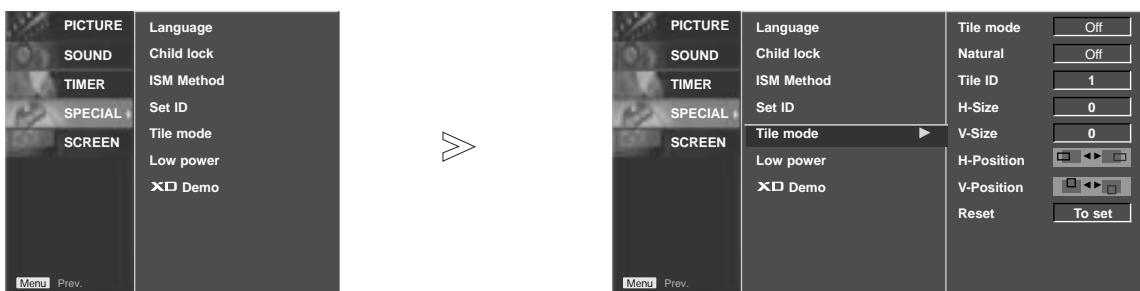 PICTURE
SOUND
TIMER
SPECIAL
SCREEN
Language
Child lock
ISM Method
Set ID
Tile mode
Low power
XD Demo
Menu Prev.
PICTURE
SOUND
TIMER
SPECIAL
SCREEN
Language
Child lock
ISM Method
Set ID
Tile mode
Low power
XD Demo
Tile mode Off
Natural Off
Tile ID 1
H-Size 0
V-Size 0
H-Position
V-Position
Reset To set
Menu Prev.